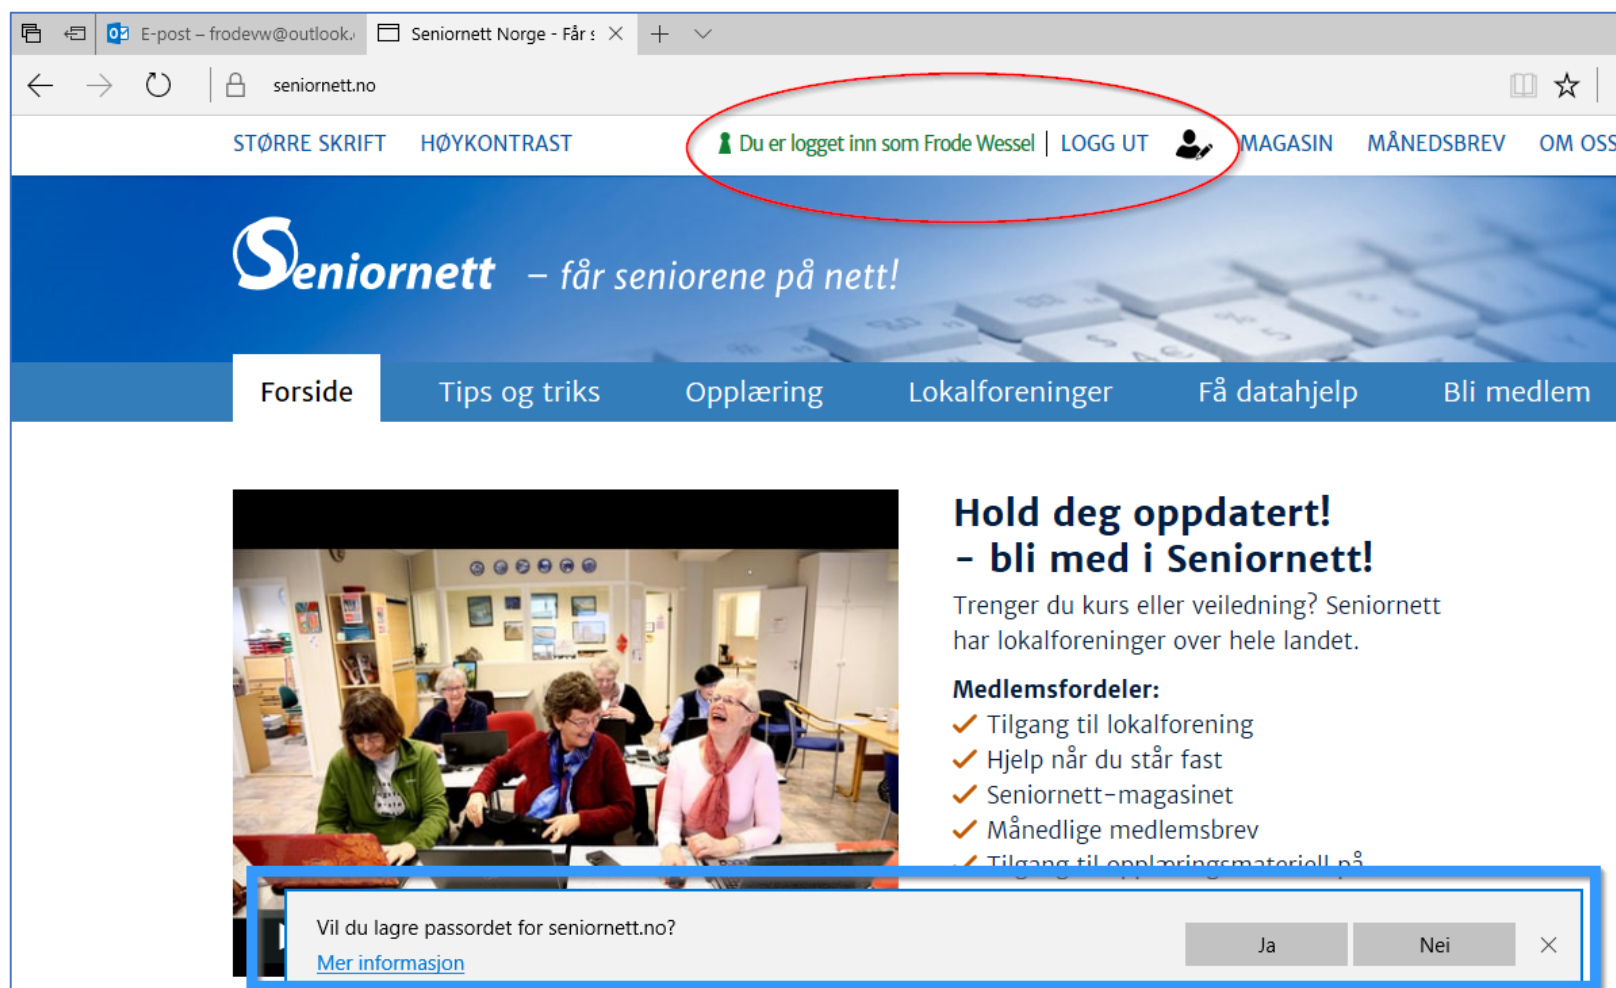 E-post – frodevw@outlook.
Seniornett Norge - Får s
seniornett.no
STØRRE SKRIFT HØYKONTRAST Du er logget inn som Frode Wessel | LOGG UT MAGASIN MÅNEDSBREV OM OSS
Seniornett – får seniorene på nett!
Forside Tips og triks Opplæring Lokalforeninger Få datahjelp Bli medlem
Hold deg oppdatert!
– bli med i Seniornett!
Trenger du kurs eller veiledning? Seniornett
har lokalforeninger over hele landet.
Medlemsfordeler:
Tilgang til lokalforening
Hjelp når du står fast
Seniornett-magasinet
Månedlige medlemsbrev
Tilgang til opplæringsmateriell på
Vil du lagre passordet for seniornett.no?
Mer informasjon
Ja Nei